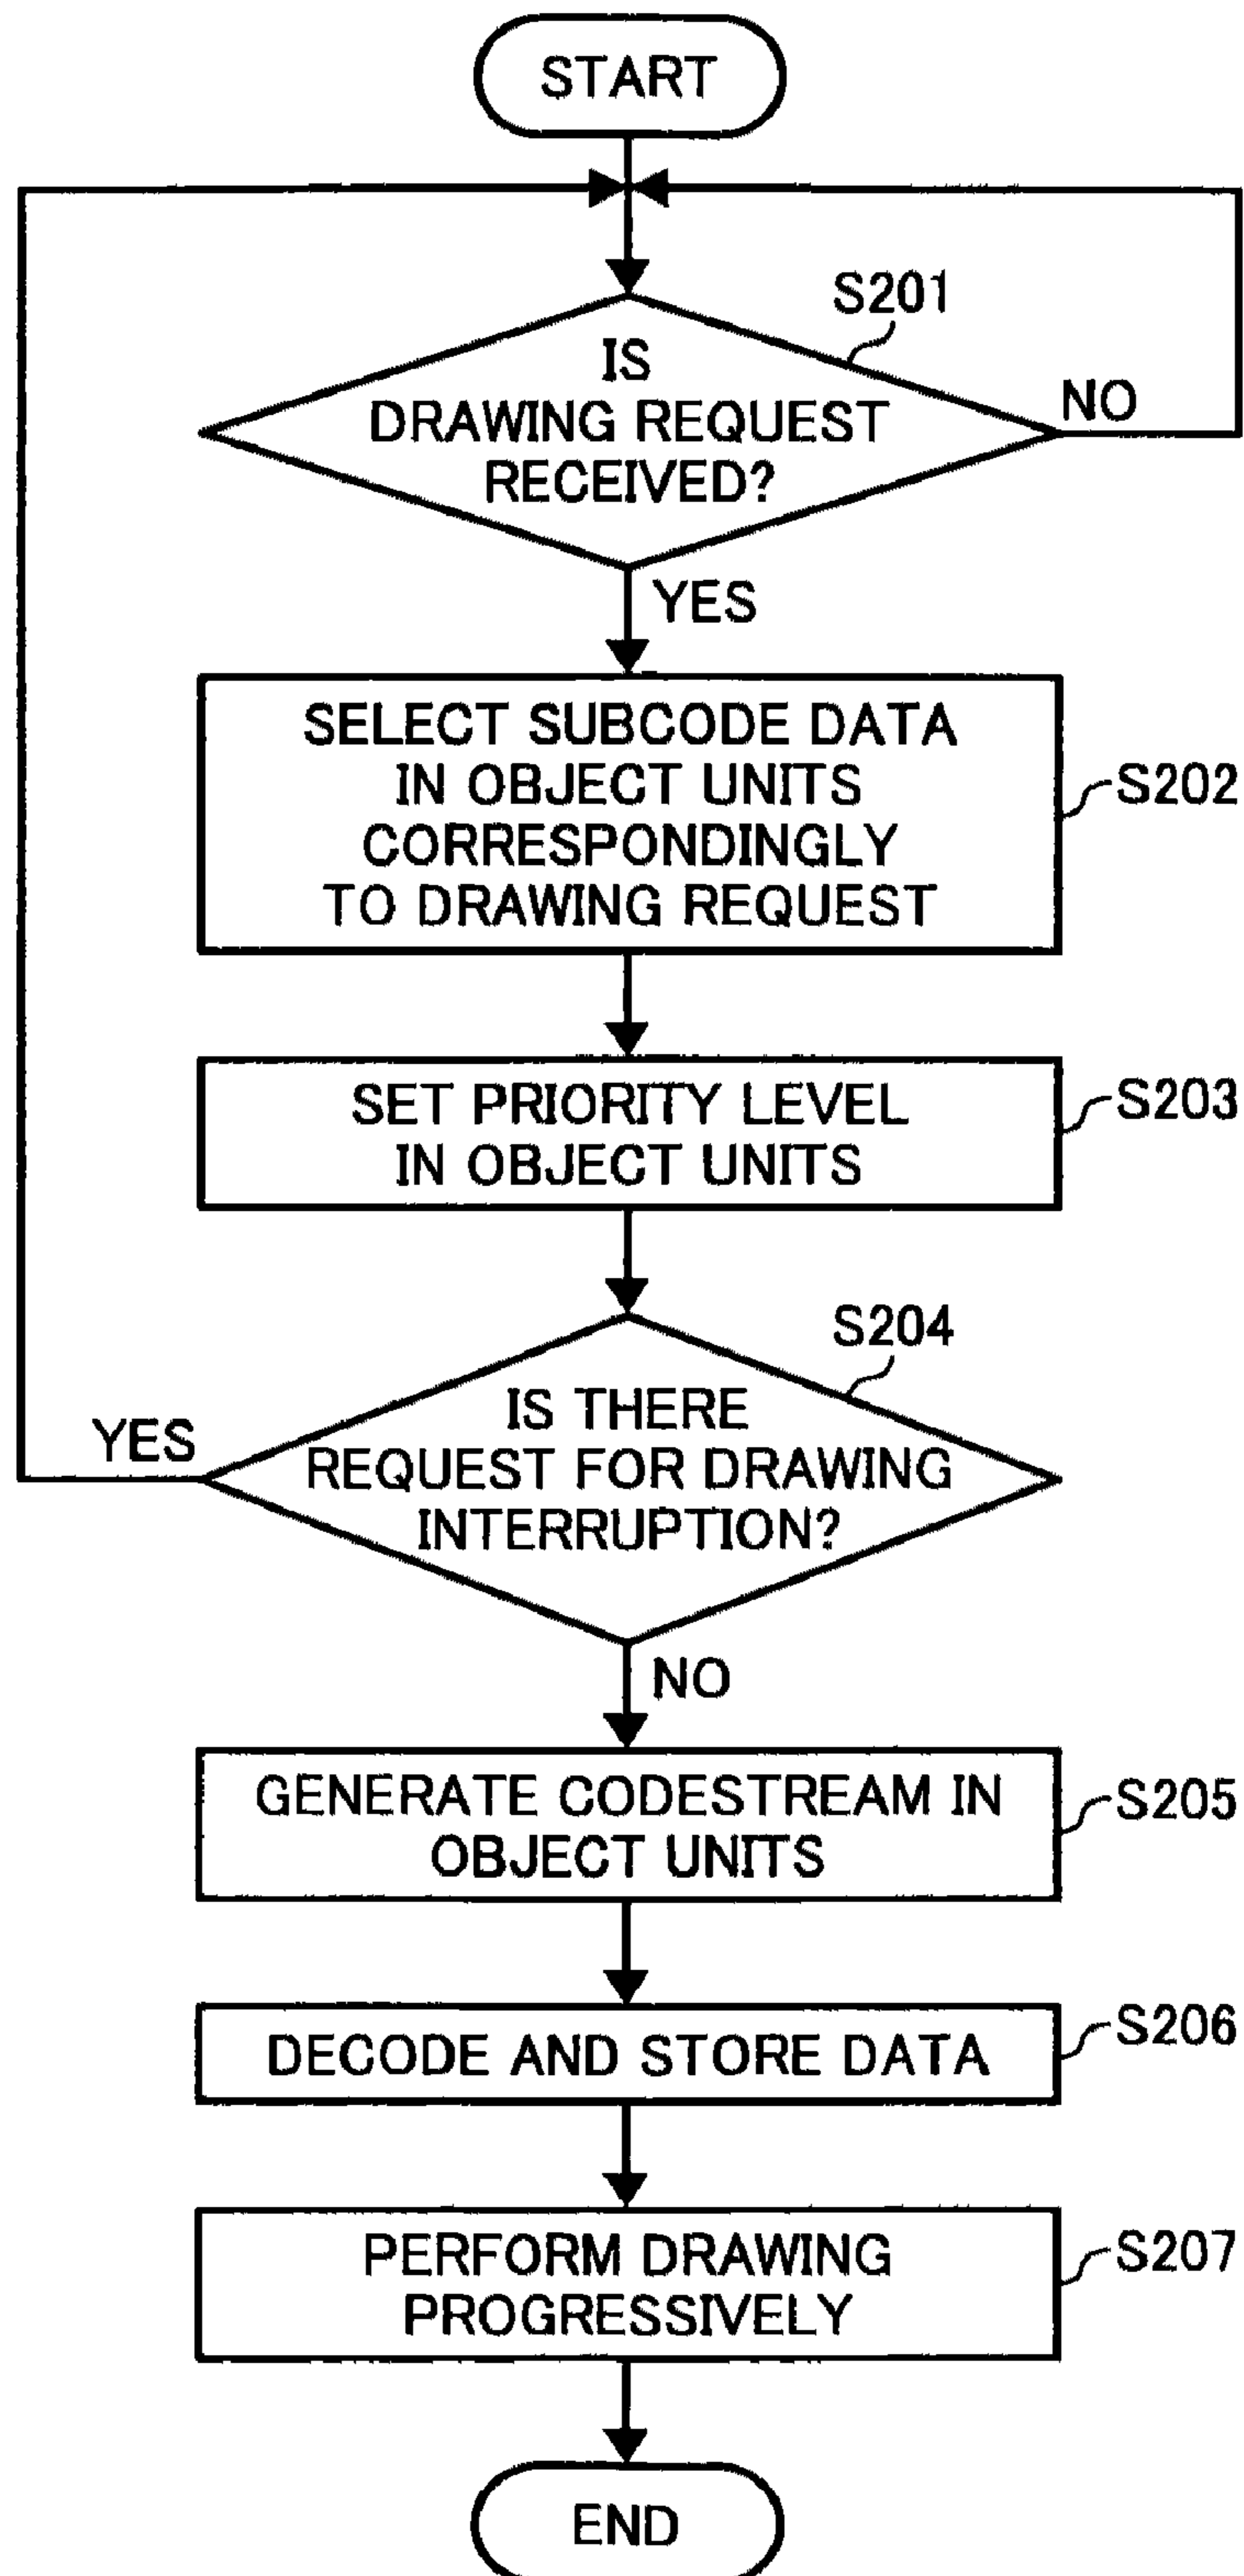 START
S201
IS
DRAWING REQUEST
RECEIVED?
NO
YES
SELECT SUBCODE DATA
IN OBJECT UNITS
CORRESPONDINGLY
TO DRAWING REQUEST
S202
SET PRIORITY LEVEL
IN OBJECT UNITS
S203
S204
IS THERE
REQUEST FOR DRAWING
INTERRUPTION?
YES
NO
GENERATE CODESTREAM IN
OBJECT UNITS
S205
DECODE AND STORE DATA
S206
PERFORM DRAWING
PROGRESSIVELY
S207
END